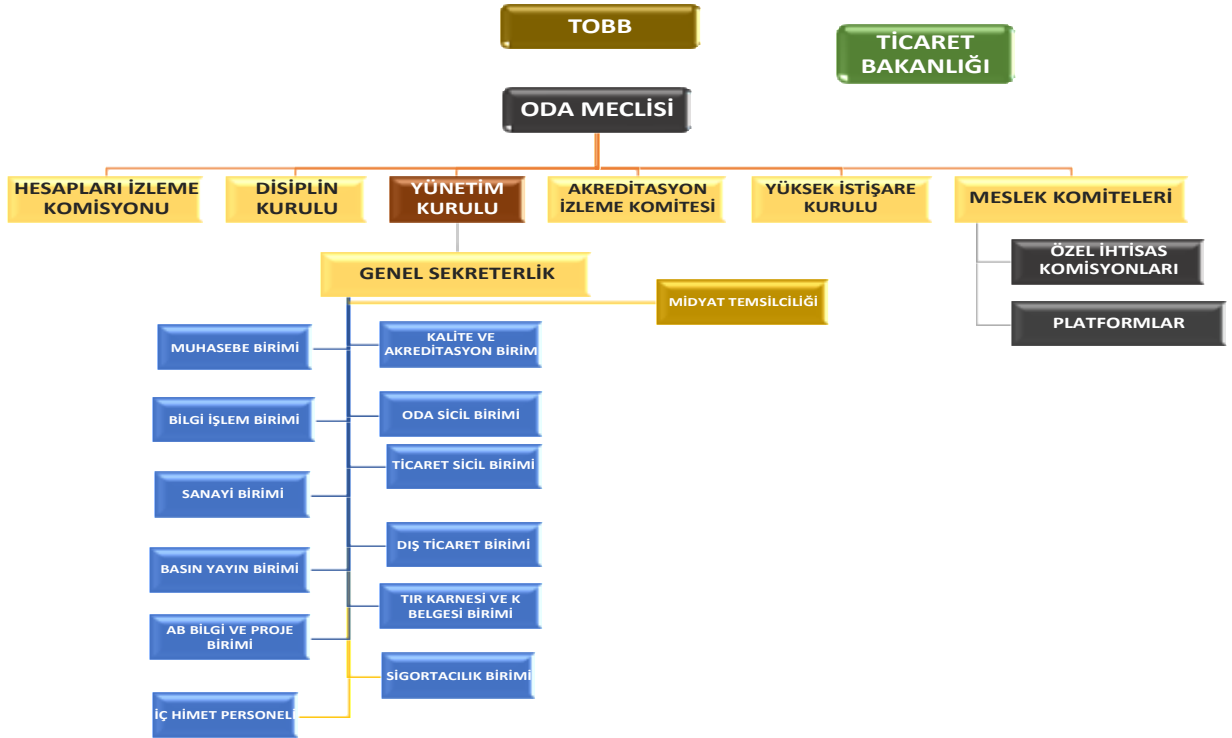 TOBB
TİCARET
BAKANLIĞI
ODA MECLİSİ
HESAPLARI İZLEME
KOMİSYONU
DİSİPLİN
KURULU
YÜNETİM
KURULU
AKREDİTASYON
İZLEME KOMİTESİ
YÜKSEK İSTİŞARE
KURULU
MESLEK KOMİTELERİ
GENEL SEKRETERLİK
ÖZEL İHTİSAS
KOMİSYONLARI
MİDYAT TEMSİLCİLİĞİ
PLATFORMLAR
MUHASEBE BİRİMİ
KALİTE VE
AKREDİTASYON BİRİM
BİLGİ İŞLEM BİRİMİ
ODA SİCİL BİRİMİ
TİCARET SİCİL BİRİMİ
SANAYİ BİRİMİ
DIŞ TİCARET BİRİMİ
BASIN YAYIN BİRİMİ
TIR KARNESİ VE K
BELGESİ BİRİMİ
AB BİLGİ VE PROJE
BİRİMİ
SİGORTACILIK BİRİMİ
İÇ HİMET PERSONELİ